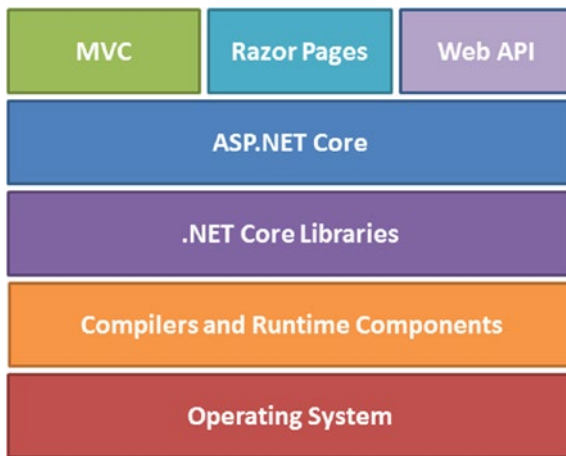 MVC
Razor Pages
Web API
ASP.NET Core
.NET Core Libraries
Compilers and Runtime Components
Operating System